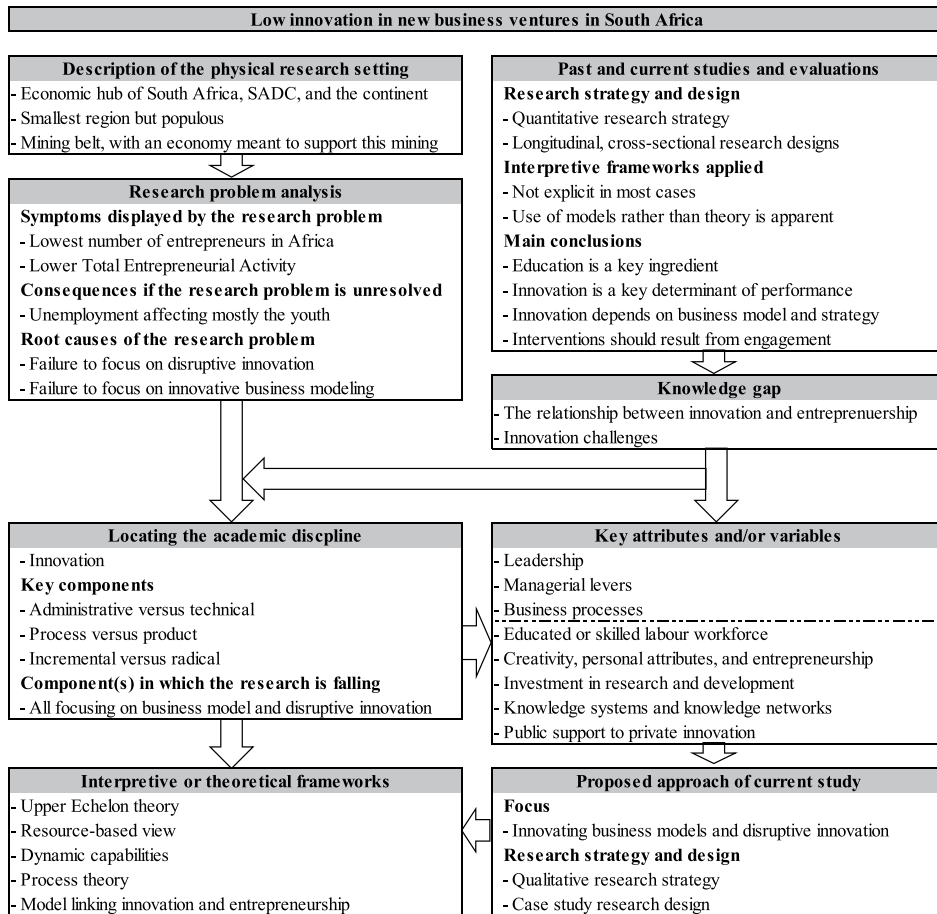 Low innovation in new business ventures in South Africa
Description of the physical research setting
- Economic hub of South Africa, SADC, and the continent
- Smallest region but populous
- Mining belt, with an economy meant to support this mining
Research problem analysis
Symptoms displayed by the research problem
- Lowest number of entrepreneurs in Africa
- Lower Total Entrepreneurial Activity
Consequences if the research problem is unresolved
- Unemployment affecting mostly the youth
Root causes of the research problem
- Failure to focus on disruptive innovation
- Failure to focus on innovative business modeling
Past and current studies and evaluations
Research strategy and design
- Quantitative research strategy
- Longitudinal, cross-sectional research designs
Interpretive frameworks applied
- Not explicit in most cases
- Use of models rather than theory is apparent
Main conclusions
- Education is a key ingredient
- Innovation is a key determinant of performance
- Innovation depends on business model and strategy
- Interventions should result from engagement
Knowledge gap
- The relationship between innovation and entreprenuership
- Innovation challenges
Locating the academic discpline
- Innovation
Key components
- Administrative versus technical
- Process versus product
- Incremental versus radical
Component(s) in which the research is falling
- All focusing on business model and disruptive innovation
Key attributes and/or variables
- Leadership
- Managerial levers
- Business processes
- Educated or skilled labour workforce
- Creativity, personal attributes, and entrepreneurship
- Investment in research and development
- Knowledge systems and knowledge networks
- Public support to private innovation
Interpretive or theoretical frameworks
- Upper Echelon theory
- Resource-based view
- Dynamic capabilities
- Process theory
- Model linking innovation and entrepreneurship
Proposed approach of current study
Focus
- Innovating business models and disruptive innovation
Research strategy and design
- Qualitative research strategy
- Case study research design